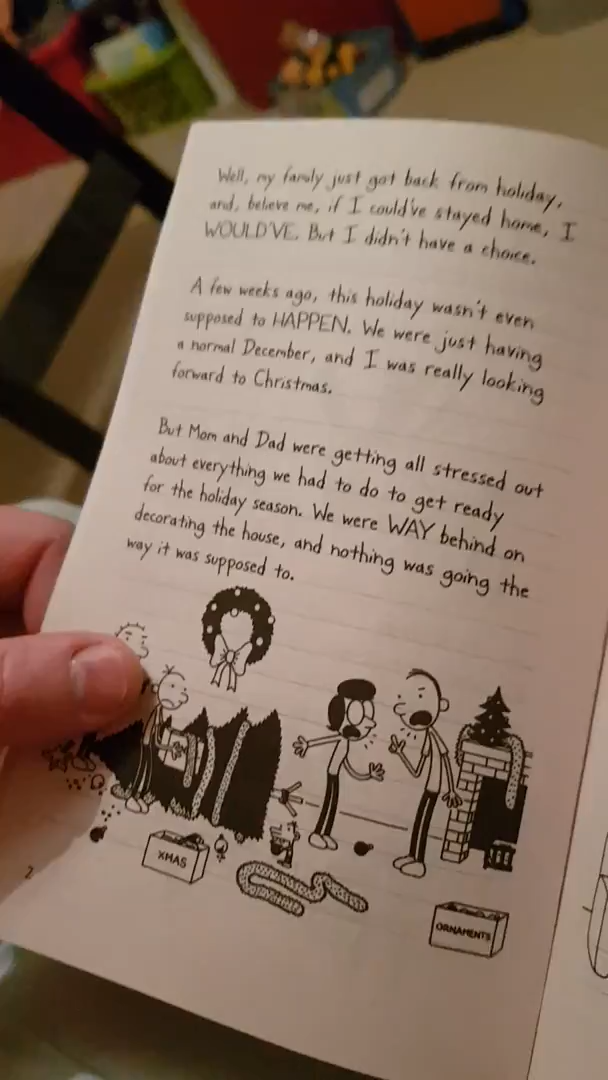 Well, my family just got back from holiday,
and, believe me, if I could've stayed home, I
WOULD'VE. But I didn't have a choice.
A few weeks ago, this holiday wasn't even
supposed to HAPPEN. We were just having
a normal December, and I was really looking
forward to Christmas.
But Mom and Dad were getting all stressed out
about everything we had to do to get ready
for the holiday season. We were WAY behind on
decorating the house, and nothing was going the
way it was supposed to.
XMAS
ORNAMENTS
2